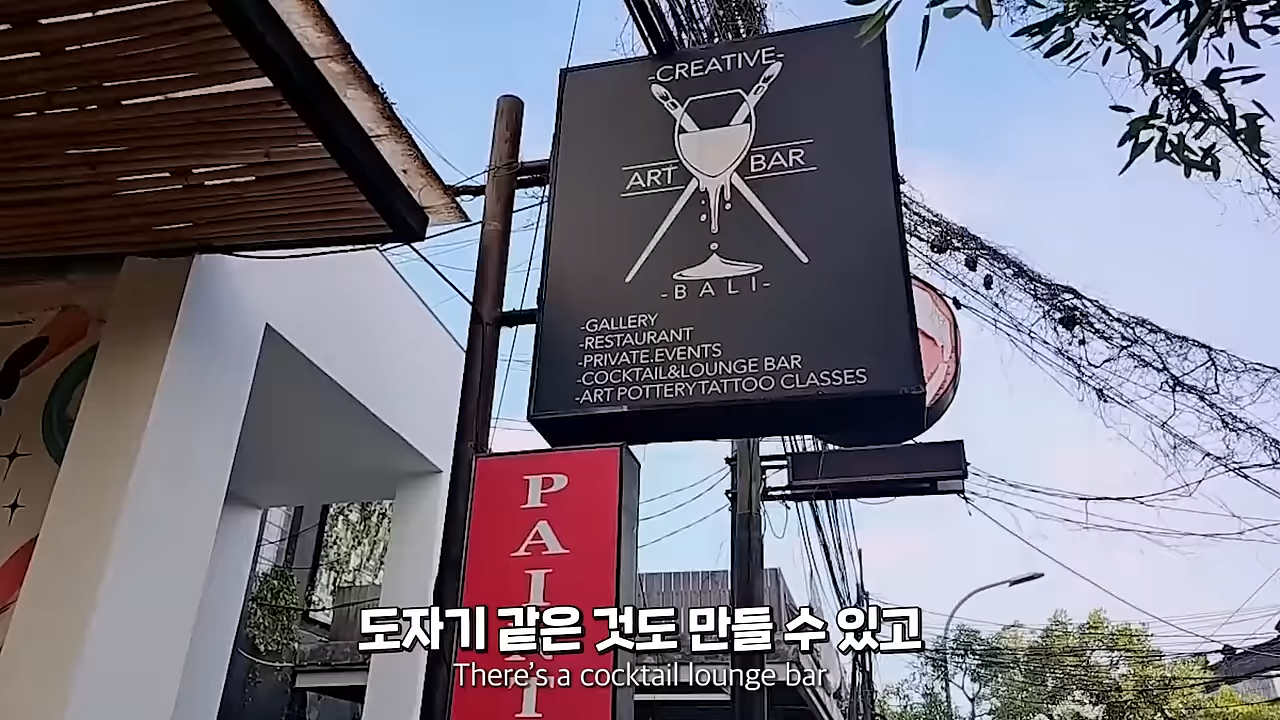 -CREATIVE-
ART BAR
-BALI-
-GALLERY
-RESTAURANT
-PRIVATE.EVENTS
-COCKTAIL&LOUNGE BAR
-ART POTTERY TATTOO CLASSES
PAINT
도자기 같은 것도 만들 수 있고
There's a cocktail lounge bar